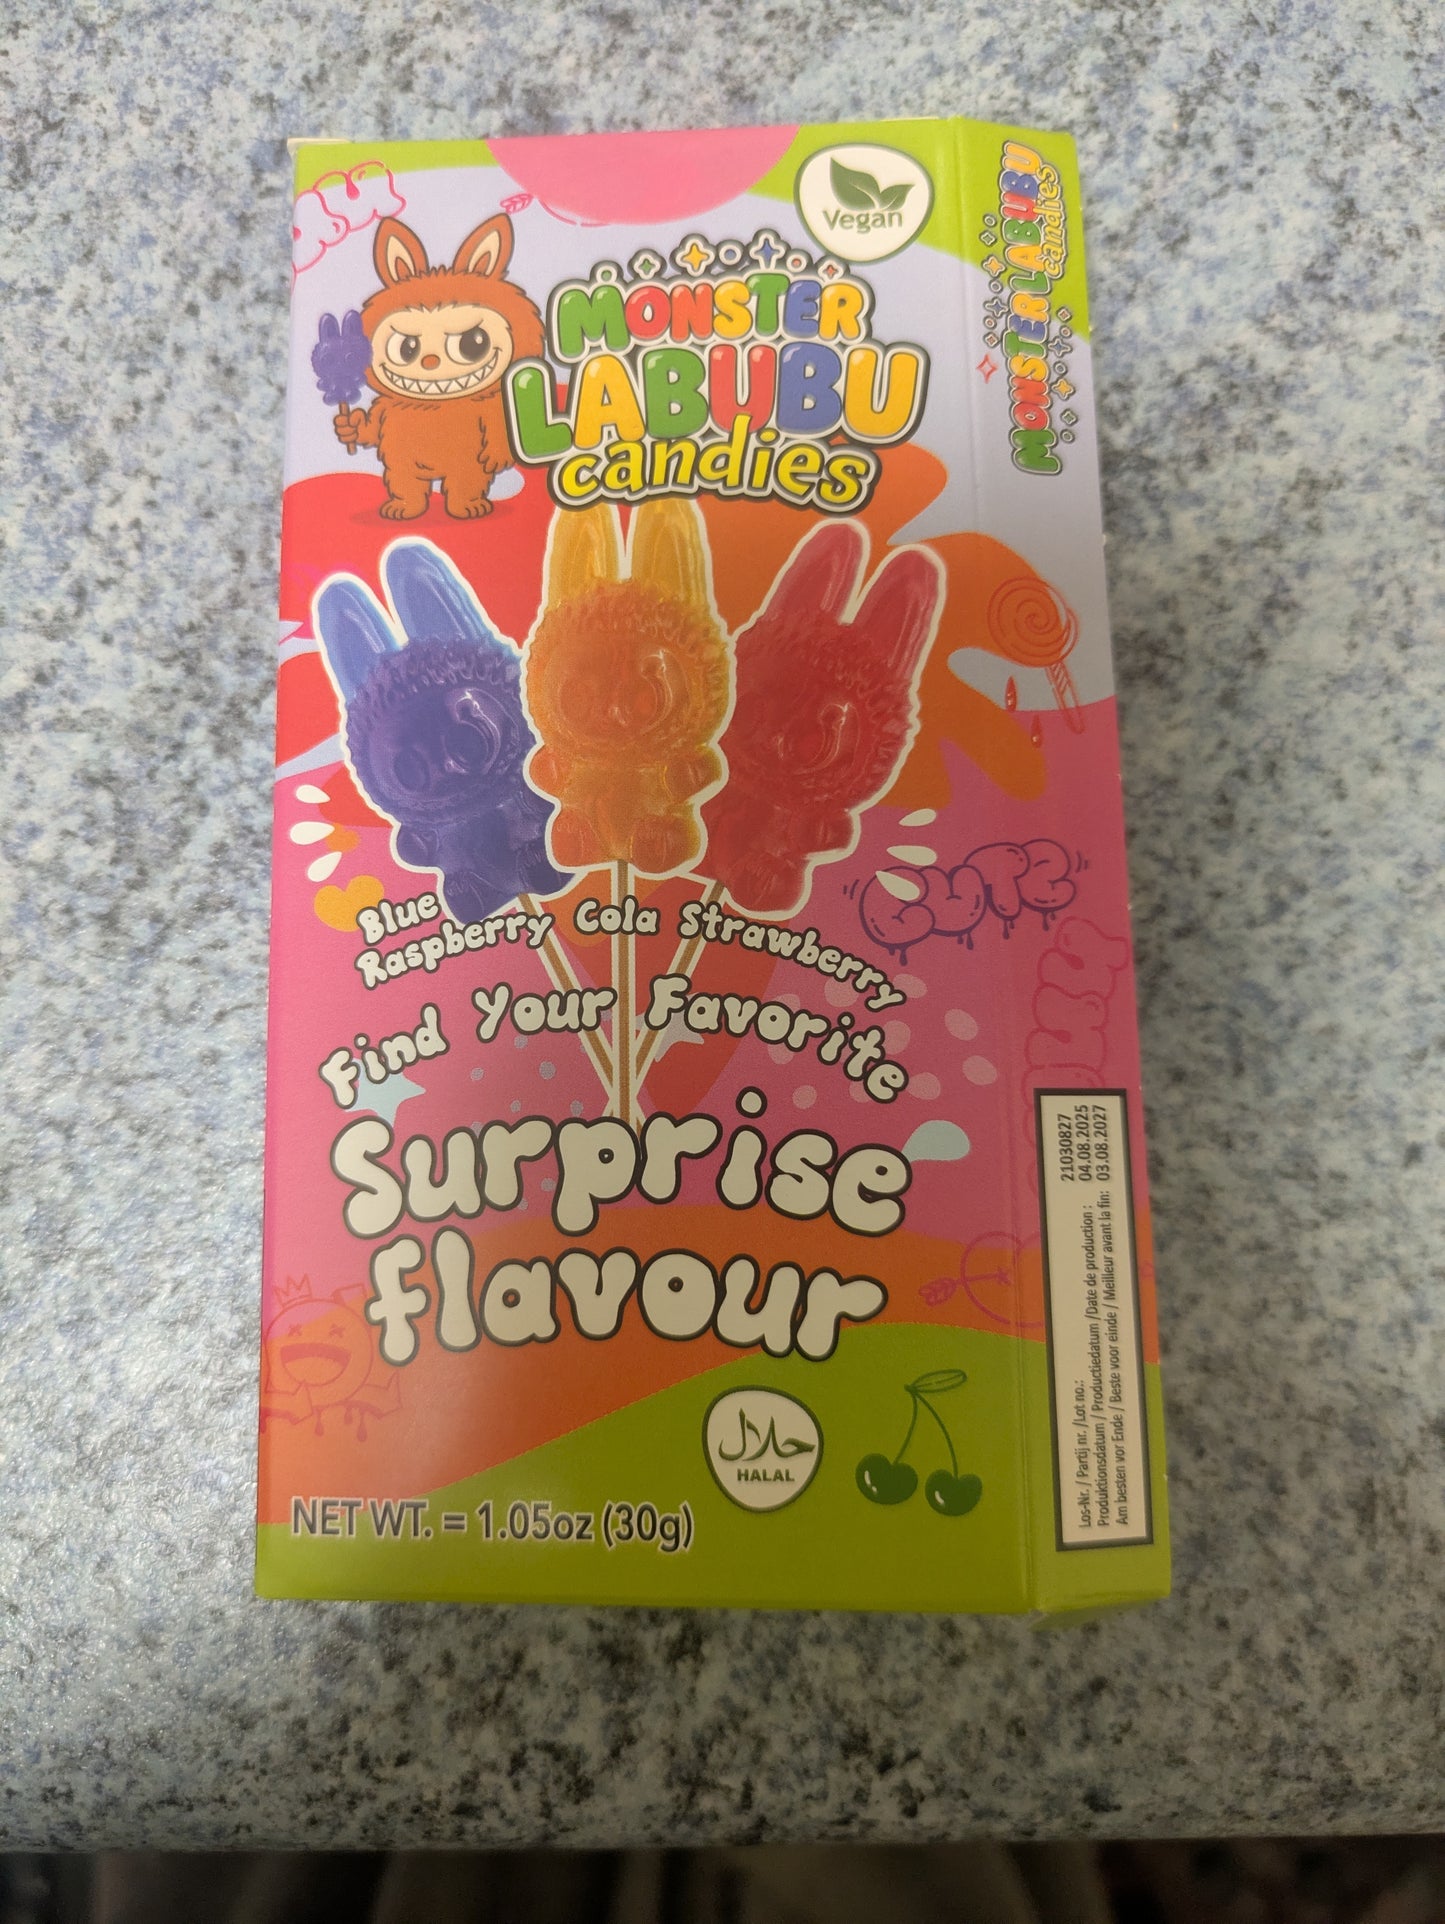 Vegan
MONSTER
LABUBU
candies
Blue
Raspberry Cola Strawberry
Find Your Favorite
Surprise
flavour
HALAL
حلال
NET WT. = 1.05oz (30g)
CUTE
MONSTER LABUBU
candies
Los-Nr. / Partij nr. /Lot no.: 21030827
Produktionsdatum / Productiedatum /Date de production : 04.08.2025
Am besten vor Ende / Beste voor einde / Meilleur avant la fin: 03.08.2027